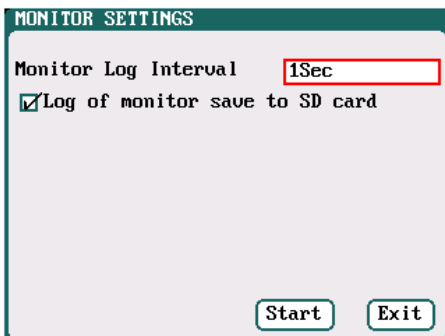 MONITOR SETTINGS
Monitor Log Interval 1Sec
Log of monitor save to SD card
Start Exit